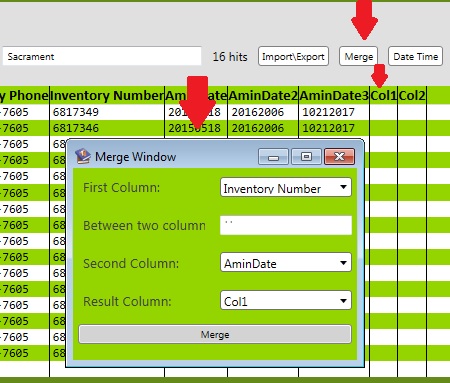 Sacrament 16 hits Import\Export Merge Date Time
y Phone Inventory Number AminDate AminDate2 AminDate3 Col1 Col2
-7605 6817349 518 20162006 10212017
-7605 6817346 20150518 20162006 10212017
-7605 68
-7605 68
-7605 68
-7605 68
-7605 68
-7605 68
-7605 68
-7605 68
-7605 68
-7605 68
-7605 68
-7605 68
-7605 68
-7605 68
Merge Window
First Column: Inventory Number
Between two column ' '
Second Column: AminDate
Result Column: Col1
Merge